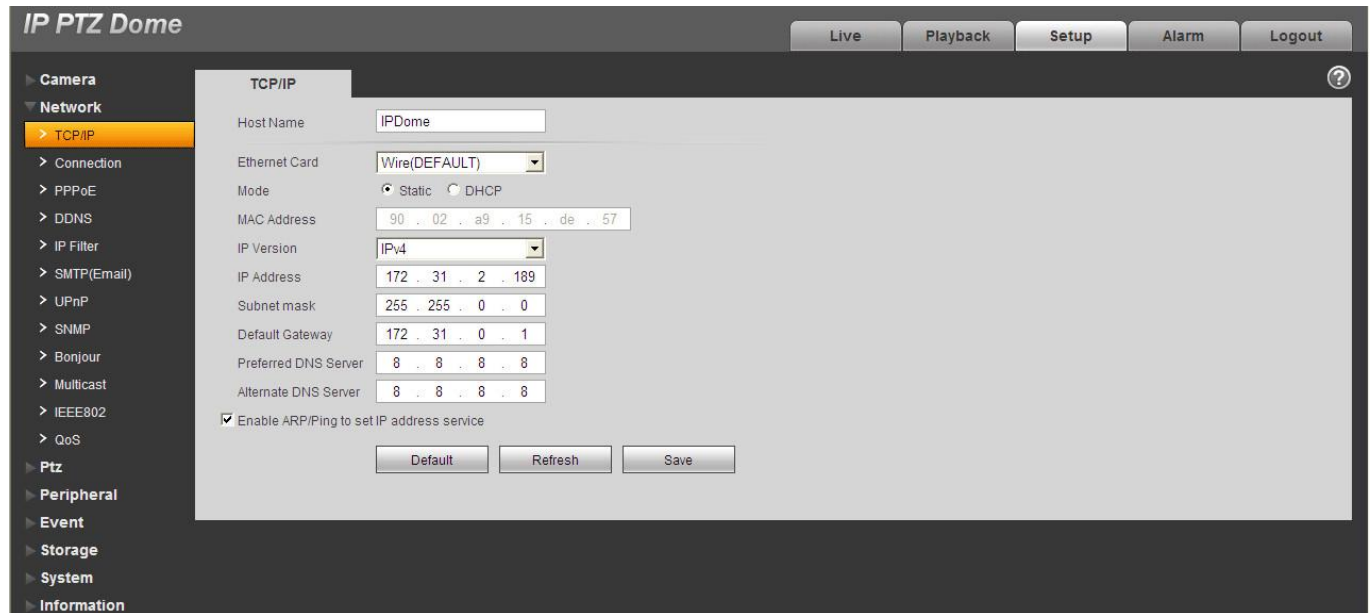 IP PTZ Dome
Live Playback Setup Alarm Logout
Camera
Network
> TCP/IP
> Connection
> PPPoE
> DDNS
> IP Filter
> SMTP(Email)
> UPnP
> SNMP
> Bonjour
> Multicast
> IEEE802
> QoS
Ptz
Peripheral
Event
Storage
System
Information
TCP/IP
?
Host Name IPDome
Ethernet Card Wire(DEFAULT)
Mode Static DHCP
MAC Address 90 . 02 . a9 . 15 . de . 57
IP Version IPv4
IP Address 172 . 31 . 2 . 189
Subnet mask 255 . 255 . 0 . 0
Default Gateway 172 . 31 . 0 . 1
Preferred DNS Server 8 . 8 . 8 . 8
Alternate DNS Server 8 . 8 . 8 . 8
Enable ARP/Ping to set IP address service
Default Refresh Save